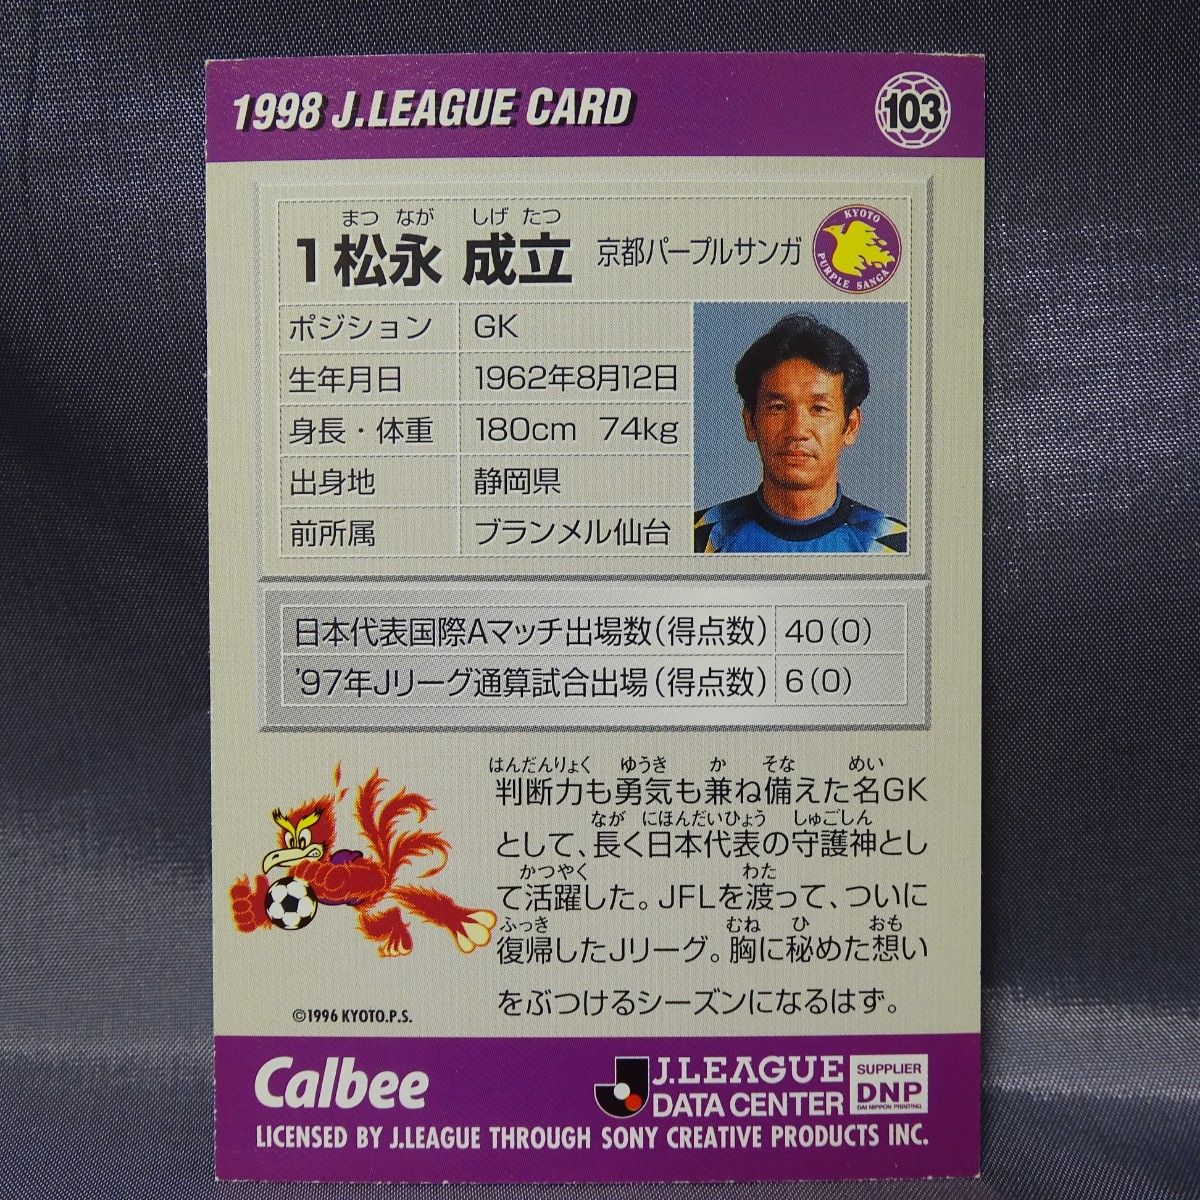 1998 J.LEAGUE CARD
103
まつ なが しげ たつ
1 松永 成立 京都パープルサンガ
KYOTO PURPLE SANGA
ポジション GK
生年月日 1962年8月12日
身長・体重 180cm 74kg
出身地 静岡県
前所属 ブランメル仙台
日本代表国際Aマッチ出場数(得点数) 40(0)
'97年Jリーグ通算試合出場(得点数) 6(0)
はんだんりょく ゆうき か そな めい
判断力も勇気も兼ね備えた名GK
なが にほんだいひょう しゅごしん
として、長く日本代表の守護神とし
かつやく わた
て活躍した。JFLを渡って、ついに
ふっき むね ひ おも
復帰したJリーグ。胸に秘めた想い
をぶつけるシーズンになるはず。
©1996 KYOTO.P.S.
Calbee
J.LEAGUE
DATA CENTER
SUPPLIER
DNP
DAI NIPPON PRINTING
LICENSED BY J.LEAGUE THROUGH SONY CREATIVE PRODUCTS INC.